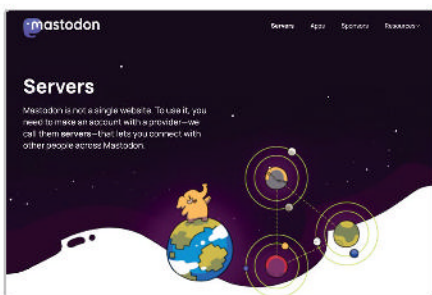 mastodon
Servers Apps Sponsors Resources
Servers
Mastodon is not a single website. To use it, you
need to make an account with a provider—we
call them servers—that lets you connect with
other people across Mastodon.